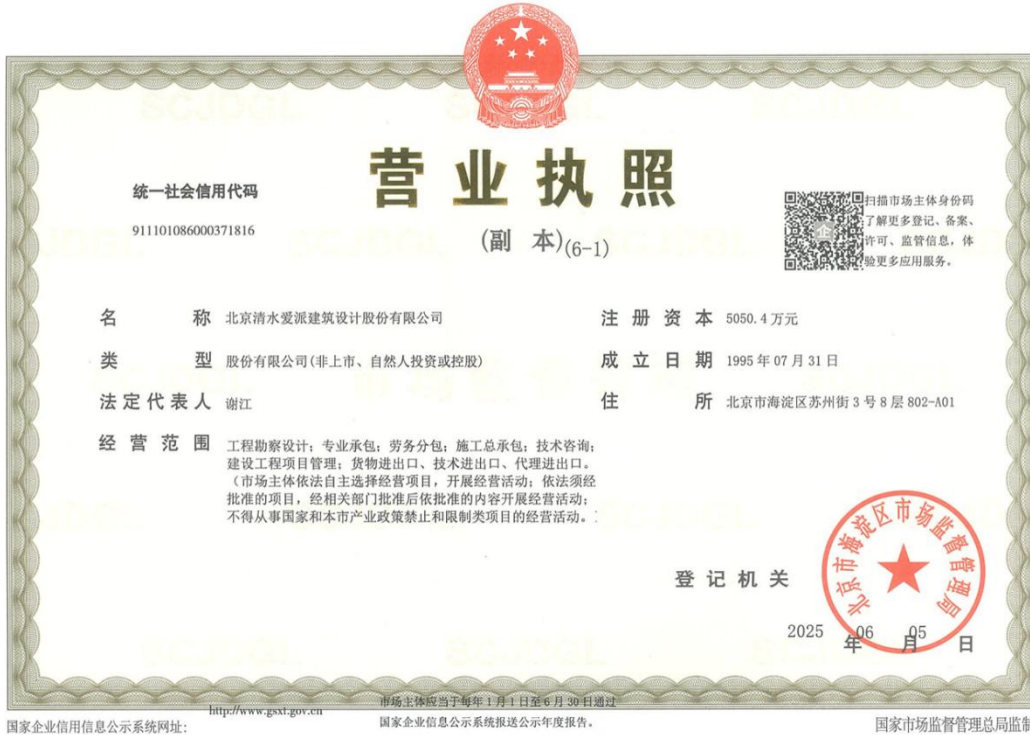 营业执照
(副 本)(6-1)
统一社会信用代码
911101086000371816
扫描市场主体身份码
了解更多登记、备案、
许可、监管信息，体
验更多应用服务。
企
名 称 北京清水爱派建筑设计股份有限公司
类 型 股份有限公司(非上市、自然人投资或控股)
法定代表人 谢江
经营范围 工程勘察设计；专业承包；劳务分包；施工总承包；技术咨询；
建设工程项目管理；货物进出口、技术进出口、代理进出口。
（市场主体依法自主选择经营项目，开展经营活动；依法须经
批准的项目，经相关部门批准后依批准的内容开展经营活动；
不得从事国家和本市产业政策禁止和限制类项目的经营活动。）
注册资本 5050.4万元
成立日期 1995年07月31日
住 所 北京市海淀区苏州街3号8层802-A01
登记机关
北京市海淀区市场监督管理局
2025年06月05日
国家企业信用信息公示系统网址：
http://www.gsxt.gov.cn
市场主体应当于每年1月1日至6月30日通过
国家企业信用信息公示系统报送公示年度报告。
国家市场监督管理总局监制